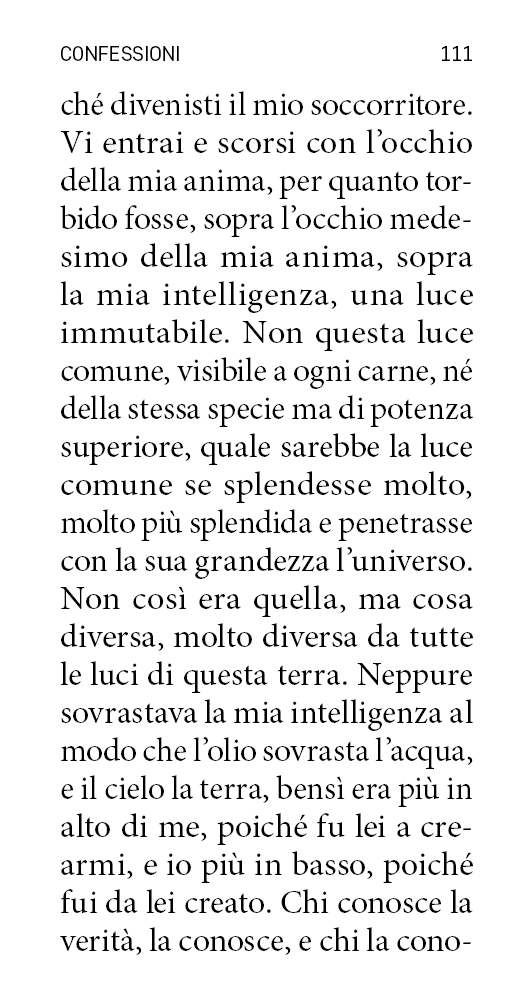 CONFESSIONI 111
ché divenisti il mio soccorritore.
Vi entrai e scorsi con l’occhio
della mia anima, per quanto tor-
bido fosse, sopra l’occhio mede-
simo della mia anima, sopra
la mia intelligenza, una luce
immutabile. Non questa luce
comune, visibile a ogni carne, né
della stessa specie ma di potenza
superiore, quale sarebbe la luce
comune se splendesse molto,
molto più splendida e penetrasse
con la sua grandezza l’universo.
Non così era quella, ma cosa
diversa, molto diversa da tutte
le luci di questa terra. Neppure
sovrastava la mia intelligenza al
modo che l’olio sovrasta l’acqua,
e il cielo la terra, bensì era più in
alto di me, poiché fu lei a cre-
armi, e io più in basso, poiché
fui da lei creato. Chi conosce la
verità, la conosce, e chi la cono-